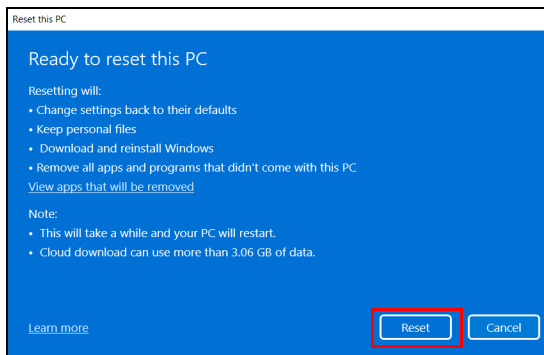 Reset this PC
Ready to reset this PC
Resetting will:
• Change settings back to their defaults
• Keep personal files
• Download and reinstall Windows
• Remove all apps and programs that didn't come with this PC
View apps that will be removed
Note:
• This will take a while and your PC will restart.
• Cloud download can use more than 3.06 GB of data.
Learn more
Reset
Cancel